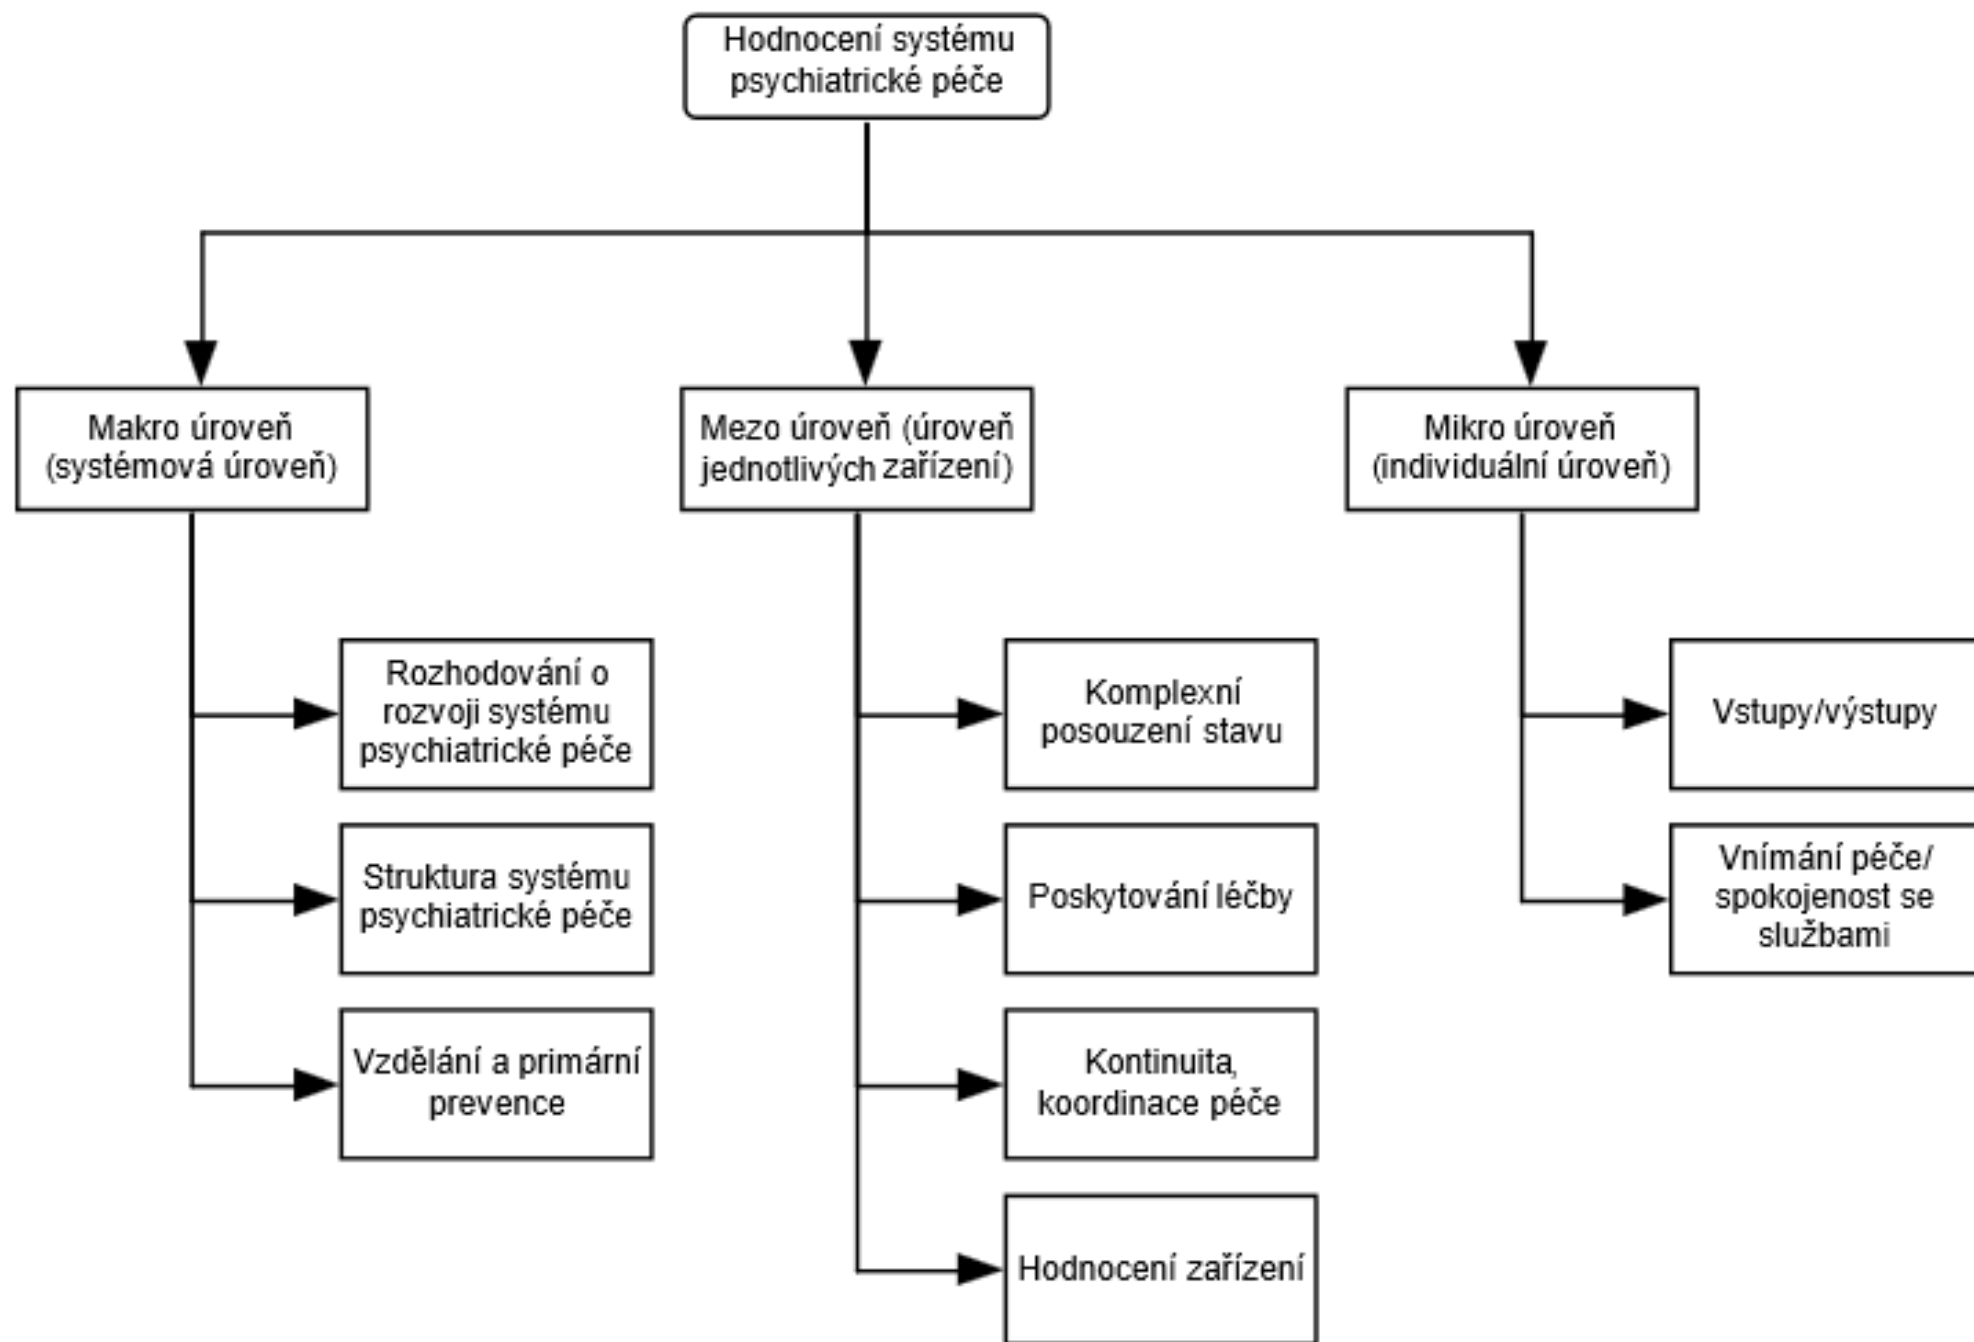 Hodnocení systému
psychiatrické péče
Makro úroveň
(systémová úroveň)
Mezo úroveň (úroveň
jednotlivých zařízení)
Mikro úroveň
(individuální úroveň)
Rozhodování o
rozvoji systému
psychiatrické péče
Struktura systému
psychiatrické péče
Vzdělání a primární
prevence
Komplexní
posouzení stavu
Poskytování léčby
Kontinuita,
koordinace péče
Hodnocení zařízení
Vstupy/výstupy
Vnímání péče/
spokojenost se
službami